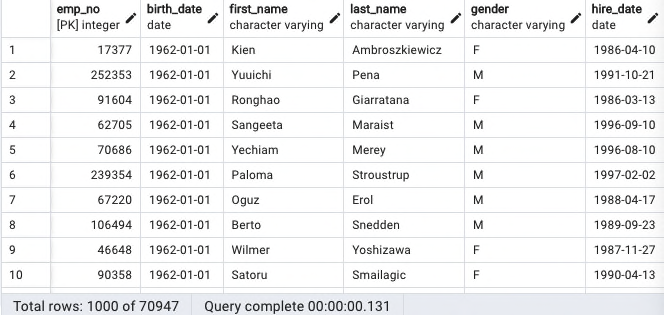 emp_no birth_date first_name last_name gender hire_date
[PK] integer date character varying character varying character varying date
1 17377 1962-01-01 Kien Ambroszkiewicz F 1986-04-10
2 252353 1962-01-01 Yuuichi Pena M 1991-10-21
3 91604 1962-01-01 Ronghao Giarratana F 1986-03-13
4 62705 1962-01-01 Sangeeta Maraist M 1996-09-10
5 70686 1962-01-01 Yechiam Merey M 1996-08-10
6 239354 1962-01-01 Paloma Stroustrup M 1997-02-02
7 67220 1962-01-01 Oguz Erol M 1988-04-17
8 106494 1962-01-01 Berto Snedden M 1989-09-23
9 46648 1962-01-01 Wilmer Yoshizawa F 1987-11-27
10 90358 1962-01-01 Satoru Smailagic F 1990-04-13
Total rows: 1000 of 70947 Query complete 00:00:00.131